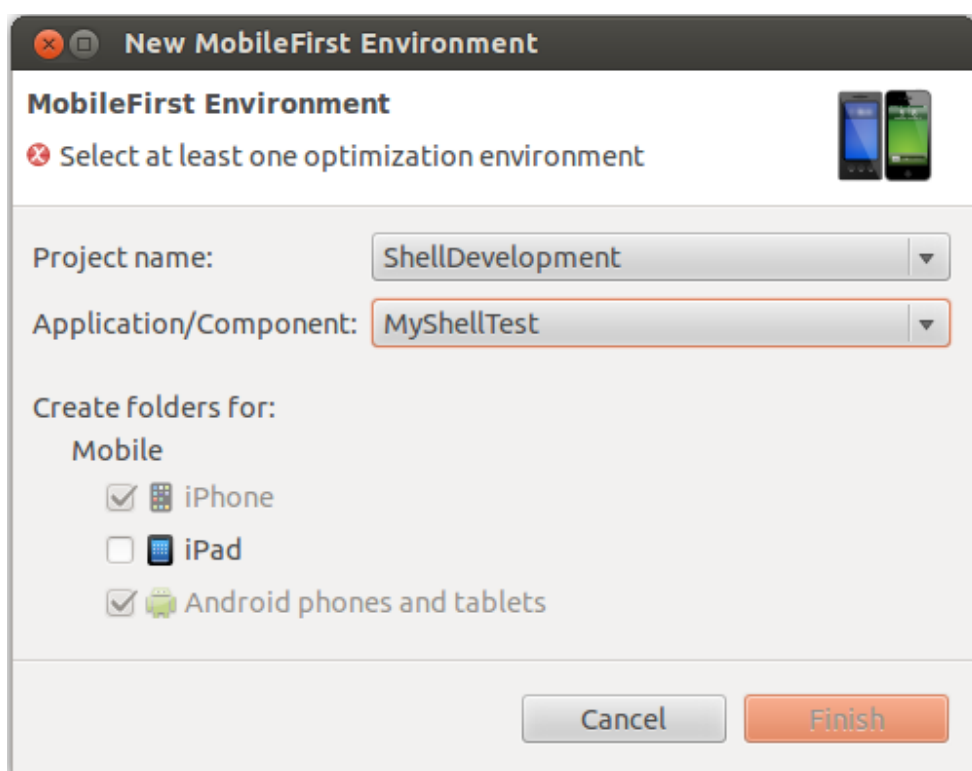 New MobileFirst Environment
MobileFirst Environment
Select at least one optimization environment
Project name: ShellDevelopment
Application/Component: MyShellTest
Create folders for:
Mobile
iPhone
iPad
Android phones and tablets
Cancel Finish